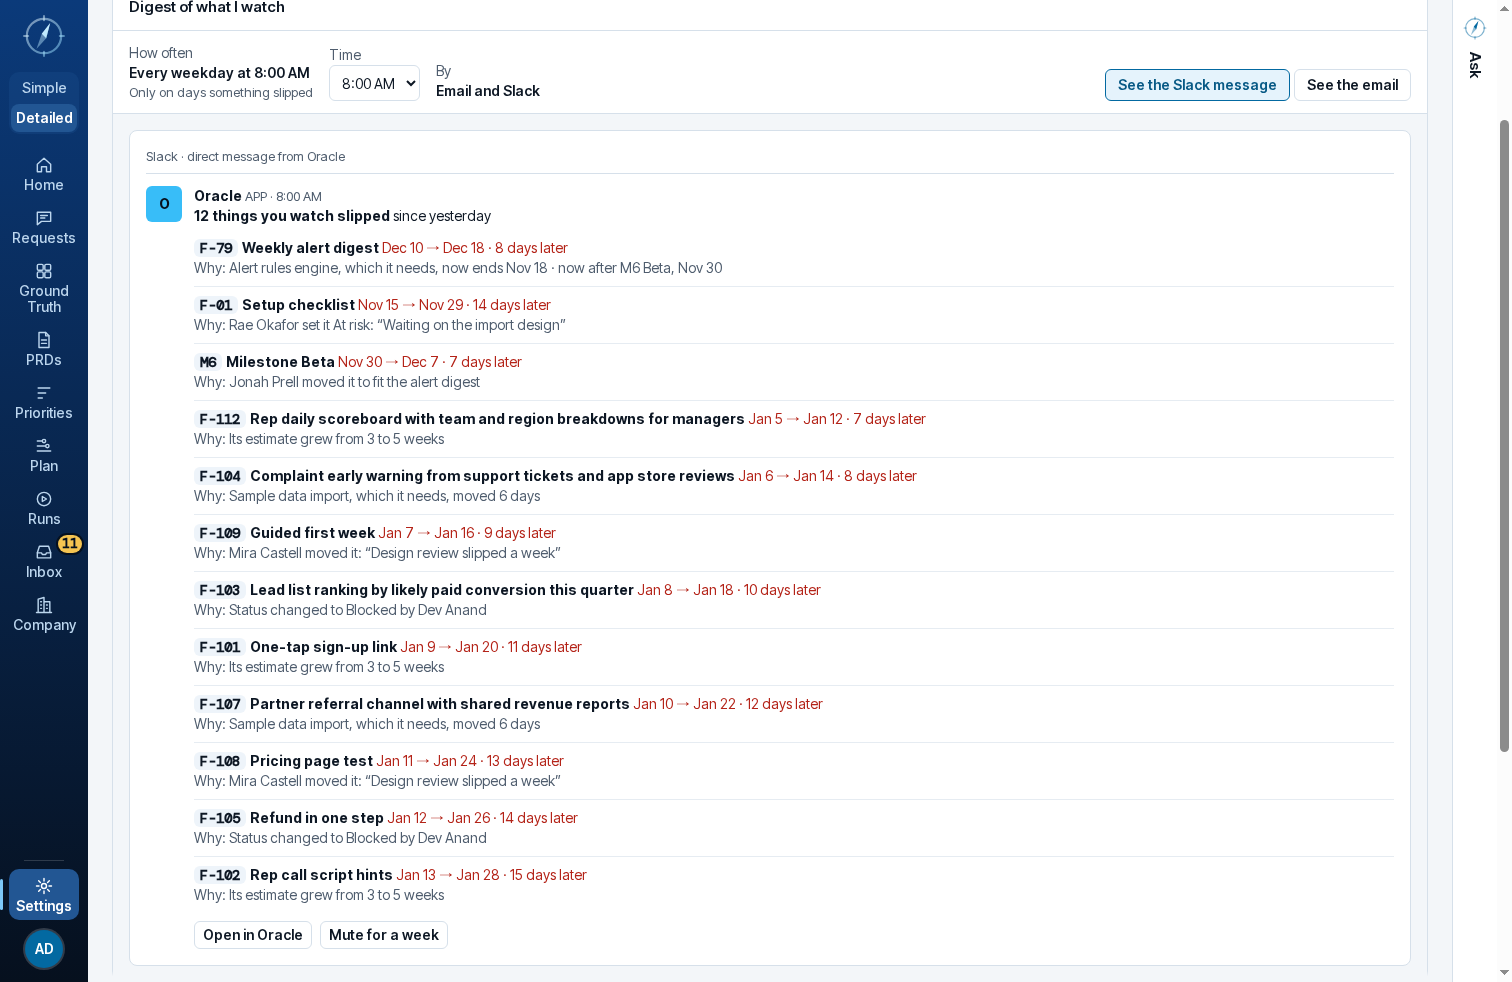 Digest of what I watch
How often
Every weekday at 8:00 AM
Only on days something slipped
Time
8:00 AM
By
Email and Slack
See the Slack message
See the email
Ask
Simple
Detailed
Home
Requests
Ground
Truth
PRDs
Priorities
Plan
Runs
11
Inbox
Company
Settings
AD
Slack · direct message from Oracle
O
Oracle APP · 8:00 AM
12 things you watch slipped since yesterday
F-79 Weekly alert digest Dec 10 → Dec 18 · 8 days later
Why: Alert rules engine, which it needs, now ends Nov 18 · now after M6 Beta, Nov 30
F-01 Setup checklist Nov 15 → Nov 29 · 14 days later
Why: Rae Okafor set it At risk: “Waiting on the import design”
M6 Milestone Beta Nov 30 → Dec 7 · 7 days later
Why: Jonah Prell moved it to fit the alert digest
F-112 Rep daily scoreboard with team and region breakdowns for managers Jan 5 → Jan 12 · 7 days later
Why: Its estimate grew from 3 to 5 weeks
F-104 Complaint early warning from support tickets and app store reviews Jan 6 → Jan 14 · 8 days later
Why: Sample data import, which it needs, moved 6 days
F-109 Guided first week Jan 7 → Jan 16 · 9 days later
Why: Mira Castell moved it: “Design review slipped a week”
F-103 Lead list ranking by likely paid conversion this quarter Jan 8 → Jan 18 · 10 days later
Why: Status changed to Blocked by Dev Anand
F-101 One-tap sign-up link Jan 9 → Jan 20 · 11 days later
Why: Its estimate grew from 3 to 5 weeks
F-107 Partner referral channel with shared revenue reports Jan 10 → Jan 22 · 12 days later
Why: Sample data import, which it needs, moved 6 days
F-108 Pricing page test Jan 11 → Jan 24 · 13 days later
Why: Mira Castell moved it: “Design review slipped a week”
F-105 Refund in one step Jan 12 → Jan 26 · 14 days later
Why: Status changed to Blocked by Dev Anand
F-102 Rep call script hints Jan 13 → Jan 28 · 15 days later
Why: Its estimate grew from 3 to 5 weeks
Open in Oracle
Mute for a week